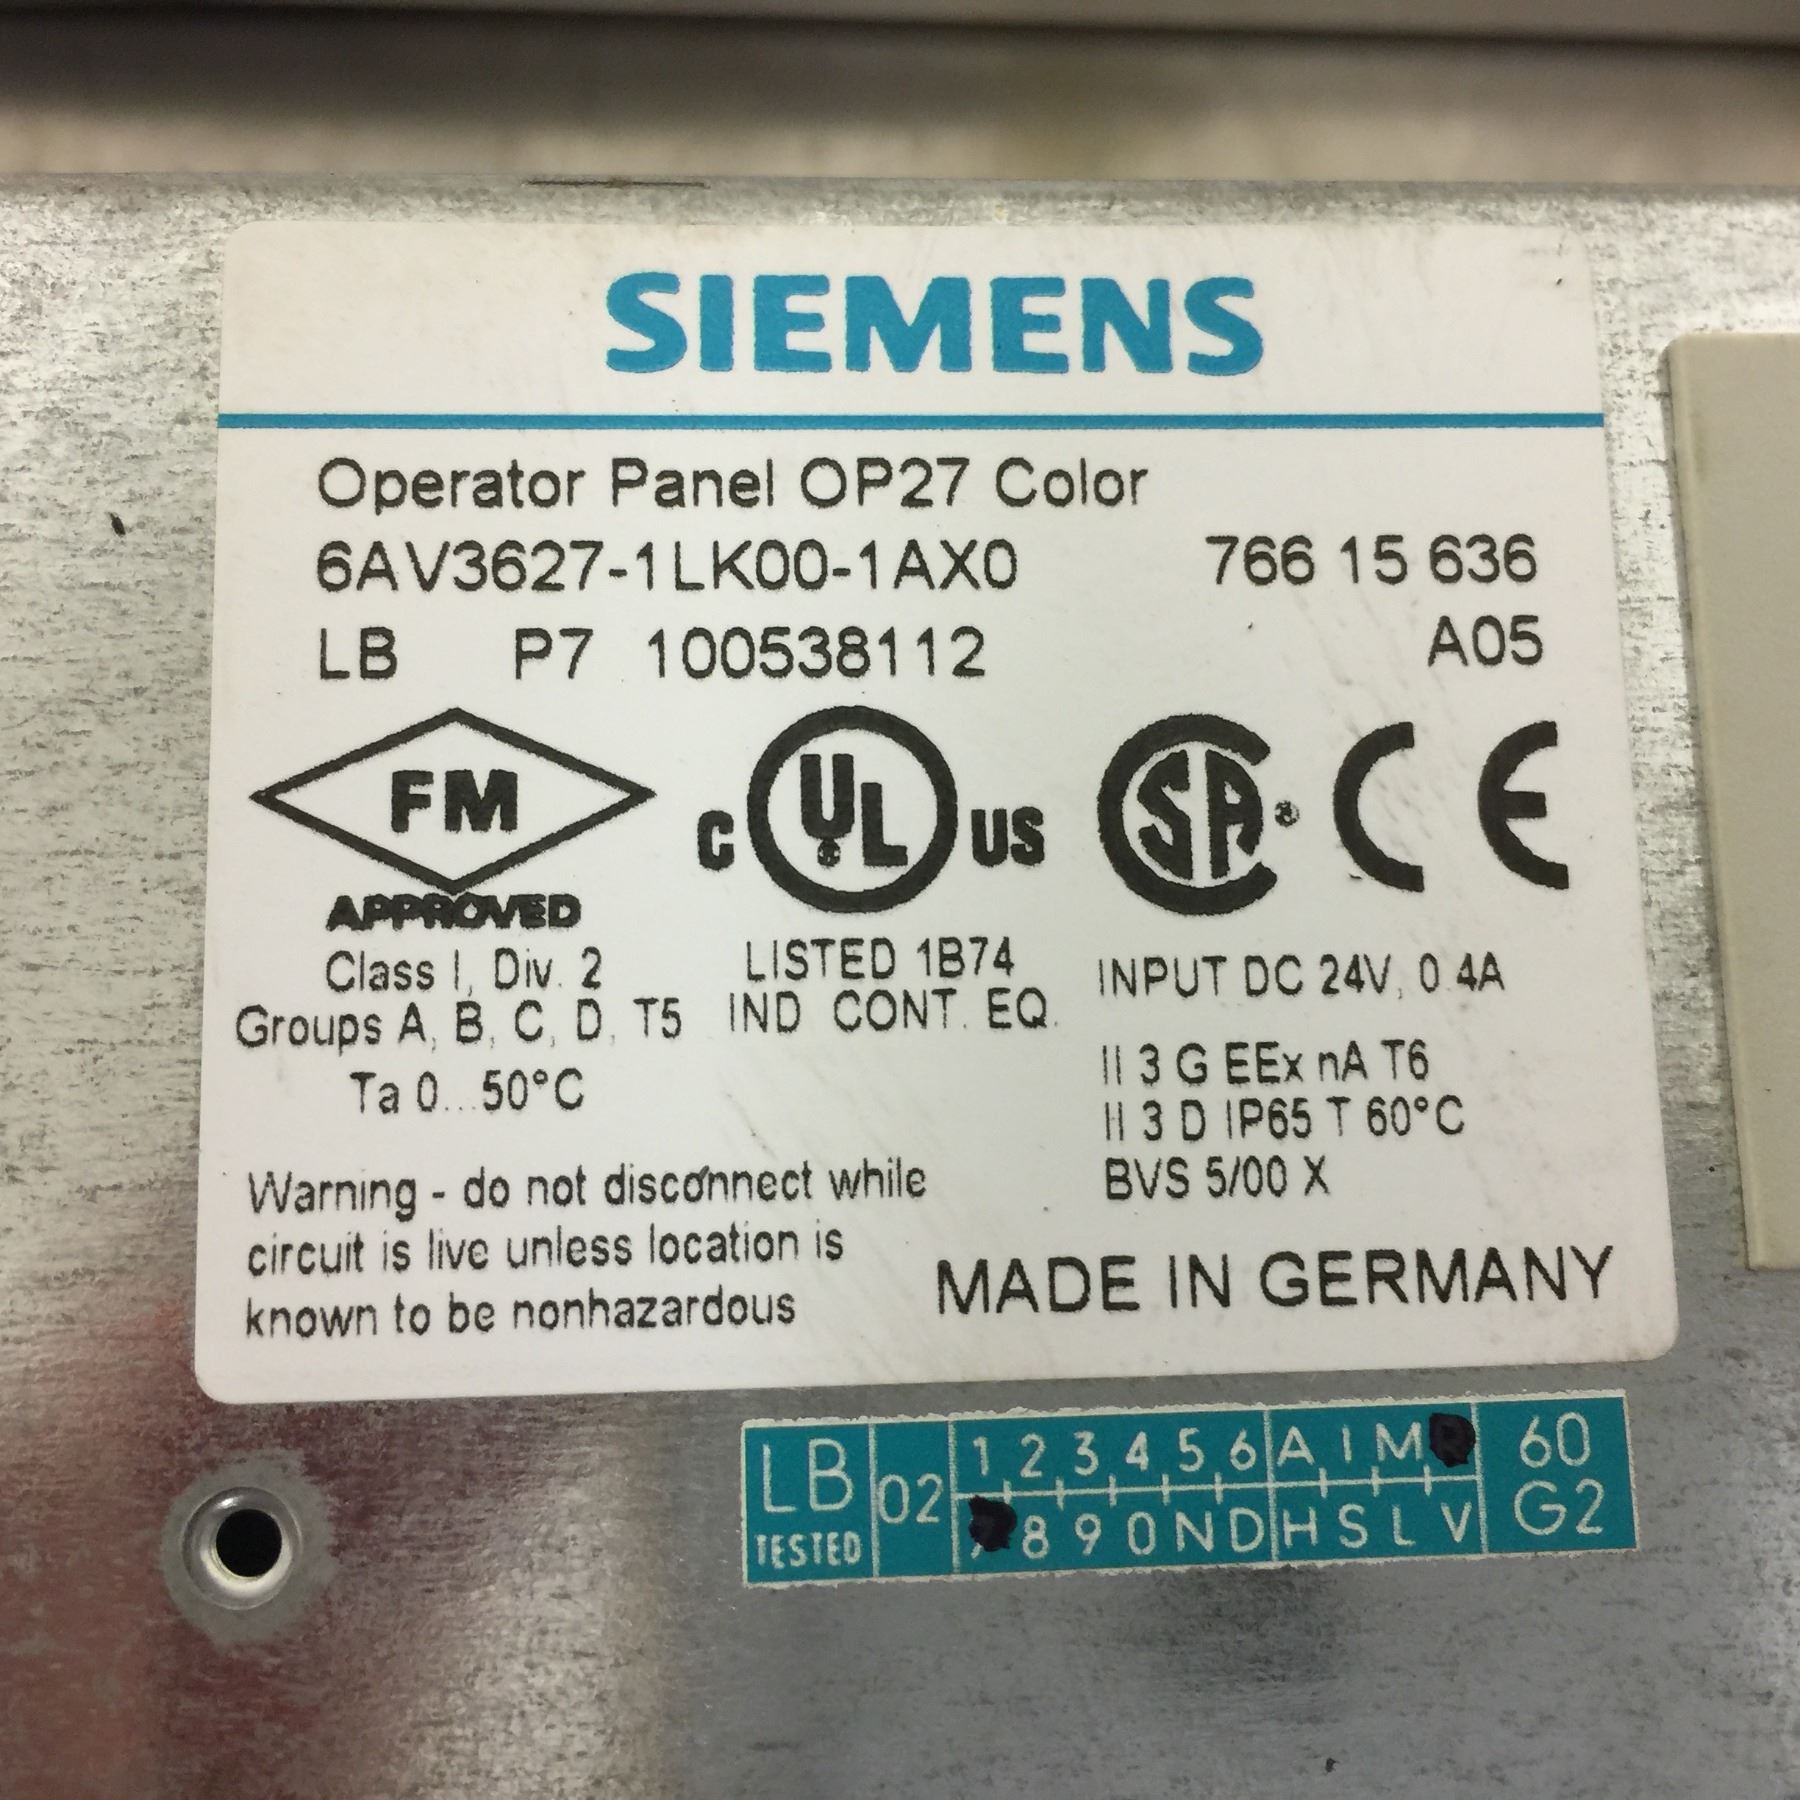 SIEMENS
Operator Panel OP27 Color
6AV3627-1LK00-1AX0 766 15 636
LB P7 100538112 A05
FM
APPROVED
C UL US
SA
CE
Class I, Div. 2
Groups A, B, C, D, T5
Ta 0...50°C
LISTED 1B74
IND. CONT. EQ.
INPUT DC 24V, 0.4A
II 3 G EEx nA T6
II 3 D IP65 T 60°C
BVS 5/00 X
Warning - do not disconnect while
circuit is live unless location is
known to be nonhazardous
MADE IN GERMANY
LB
TESTED
02
1 2 3 4 5 6 A I M
8 9 0 N D H S L V
60
G2